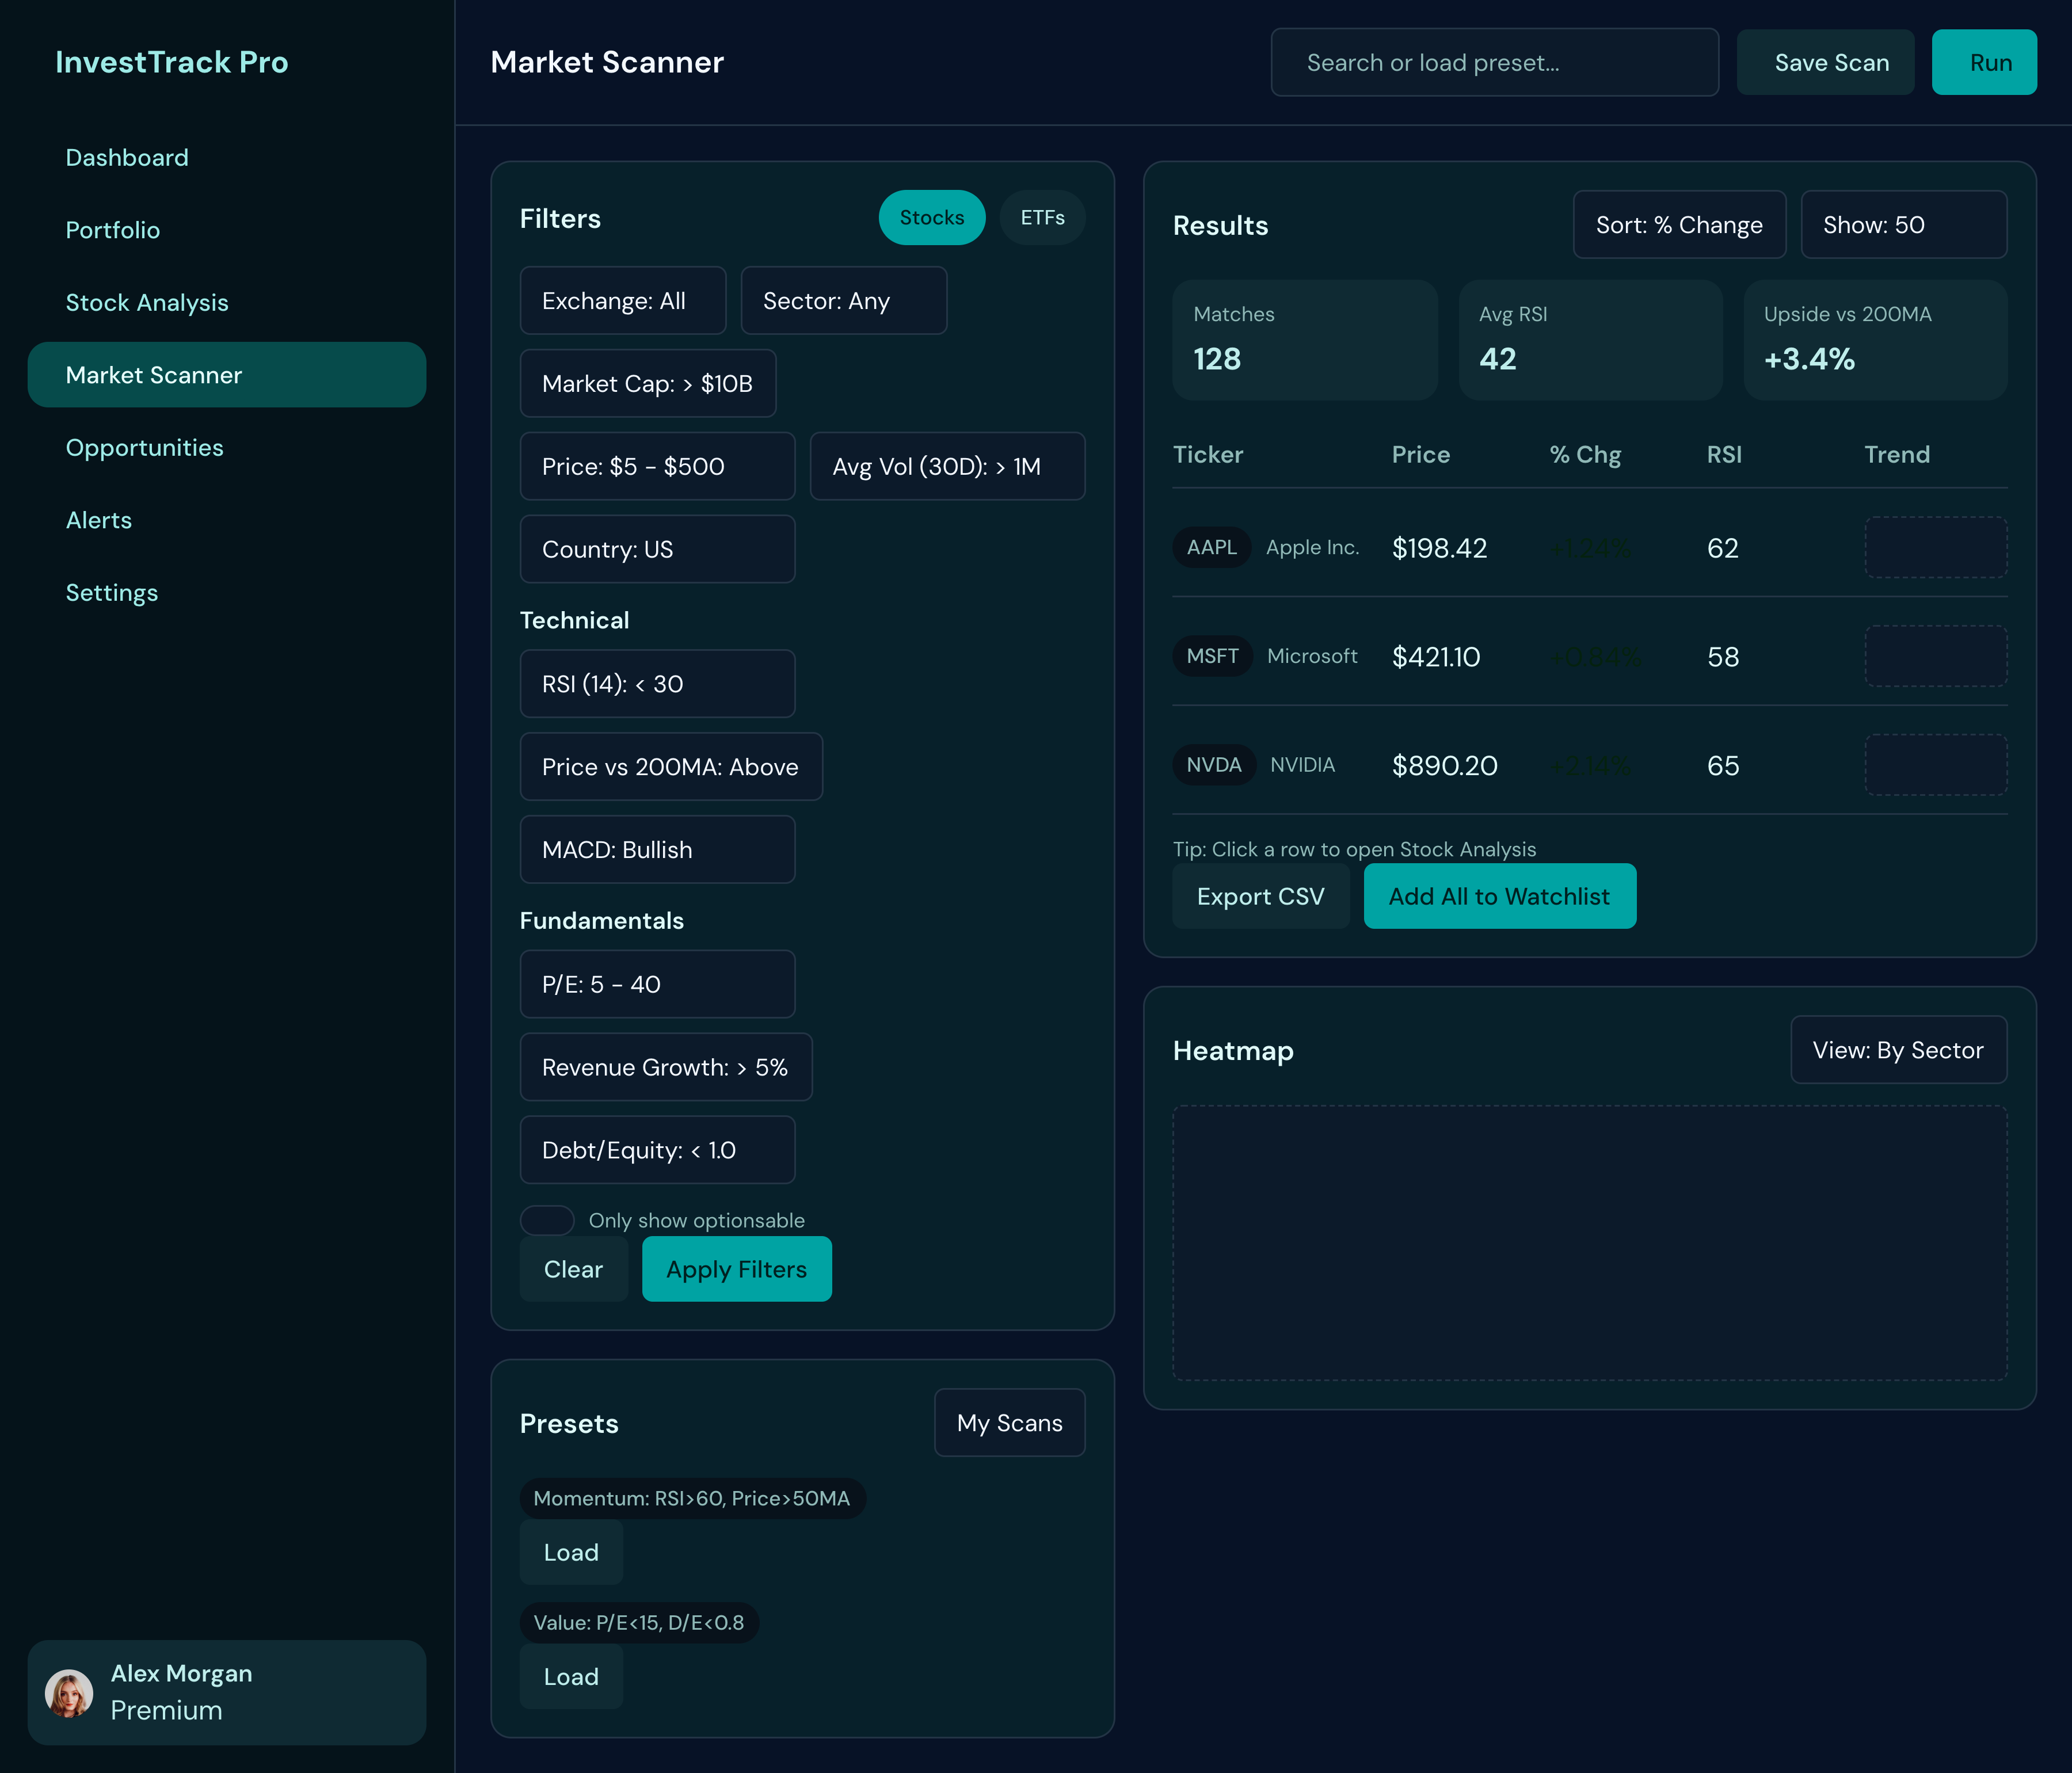 InvestTrack Pro
Dashboard
Portfolio
Stock Analysis
Market Scanner
Opportunities
Alerts
Settings
Alex Morgan
Premium
Market Scanner
Search or load preset...
Save Scan
Run
Filters
Stocks
ETFs
Exchange: All
Sector: Any
Market Cap: > $10B
Price: $5 – $500
Avg Vol (30D): > 1M
Country: US
Technical
RSI (14): < 30
Price vs 200MA: Above
MACD: Bullish
Fundamentals
P/E: 5 – 40
Revenue Growth: > 5%
Debt/Equity: < 1.0
Only show optionsable
Clear
Apply Filters
Presets
My Scans
Momentum: RSI>60, Price>50MA
Load
Value: P/E<15, D/E<0.8
Load
Results
Sort: % Change
Show: 50
Matches
128
Avg RSI
42
Upside vs 200MA
+3.4%
Ticker Price % Chg RSI Trend
AAPL Apple Inc. $198.42 +1.24% 62
MSFT Microsoft $421.10 +0.84% 58
NVDA NVIDIA $890.20 +2.14% 65
Tip: Click a row to open Stock Analysis
Export CSV
Add All to Watchlist
Heatmap
View: By Sector